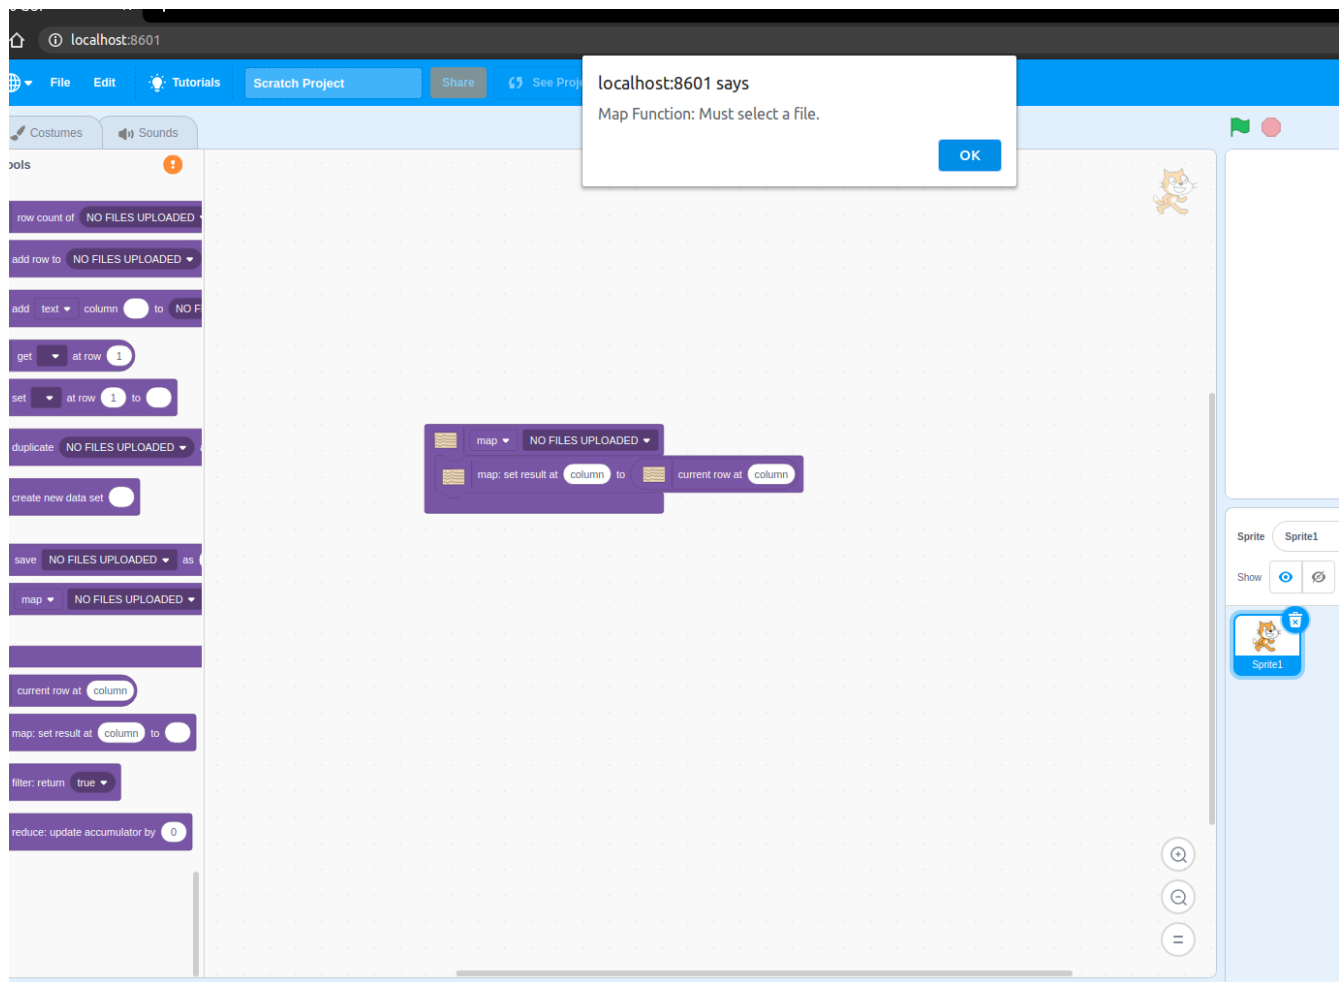 localhost:8601
File Edit Tutorials Scratch Project Share See Proj
localhost:8601 says
Map Function: Must select a file.
OK
Costumes Sounds
ools
row count of NO FILES UPLOADED
add row to NO FILES UPLOADED
add text column to NO F
get at row 1
set at row 1 to
duplicate NO FILES UPLOADED
create new data set
save NO FILES UPLOADED as
map NO FILES UPLOADED
current row at column
map: set result at column to
filter: return true
reduce: update accumulator by 0
map NO FILES UPLOADED
map: set result at column to current row at column
Sprite Sprite1
Show
Sprite1